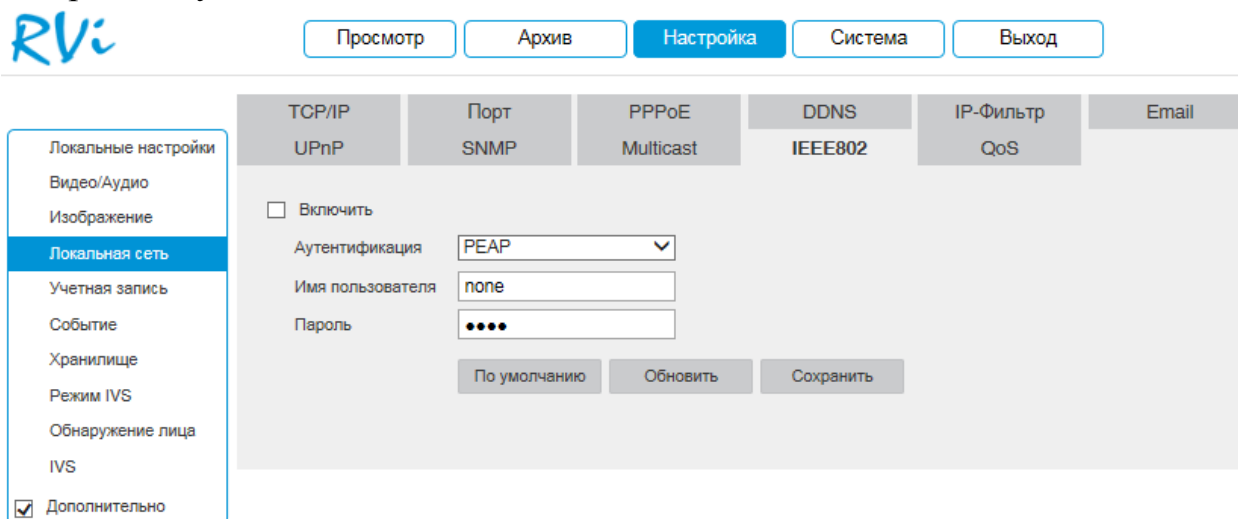 RVi
Просмотр Архив Настройка Система Выход
TCP/IP Порт PPPoE DDNS IP-Фильтр Email
UPnP SNMP Multicast IEEE802 QoS
Локальные настройки
Видео/Аудио
Изображение
Локальная сеть
Учетная запись
Событие
Хранилище
Режим IVS
Обнаружение лица
IVS
Дополнительно
Включить
Аутентификация PEAP
Имя пользователя none
Пароль ●●●●
По умолчанию Обновить Сохранить